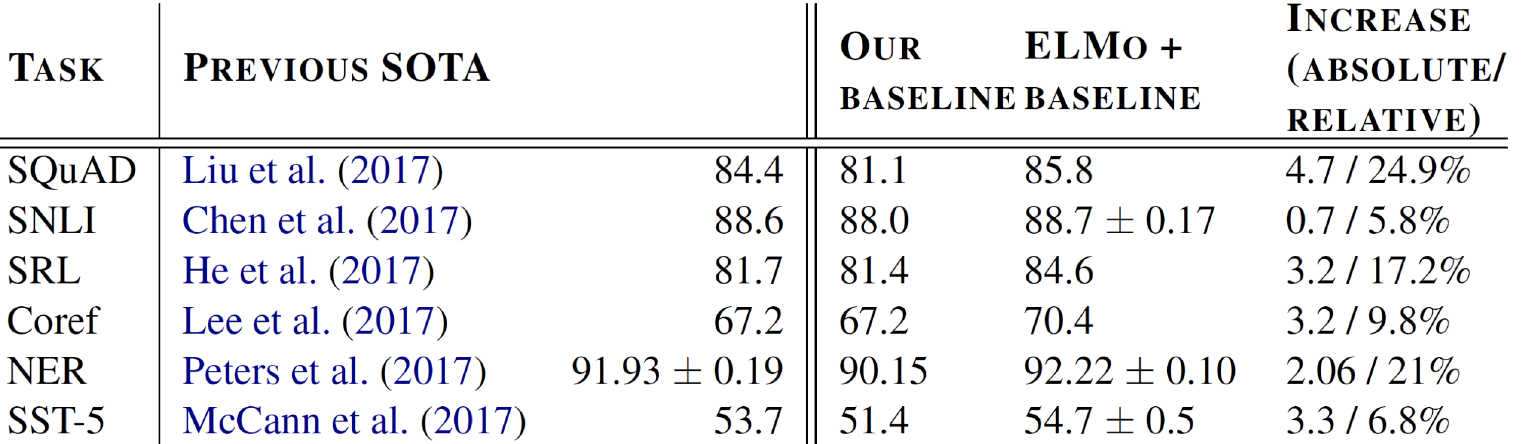 TASK PREVIOUS SOTA OUR BASELINE ELMO + BASELINE INCREASE (ABSOLUTE/ RELATIVE)
SQuAD Liu et al. (2017) 84.4 81.1 85.8 4.7 / 24.9%
SNLI Chen et al. (2017) 88.6 88.0 88.7 ± 0.17 0.7 / 5.8%
SRL He et al. (2017) 81.7 81.4 84.6 3.2 / 17.2%
Coref Lee et al. (2017) 67.2 67.2 70.4 3.2 / 9.8%
NER Peters et al. (2017) 91.93 ± 0.19 90.15 92.22 ± 0.10 2.06 / 21%
SST-5 McCann et al. (2017) 53.7 51.4 54.7 ± 0.5 3.3 / 6.8%